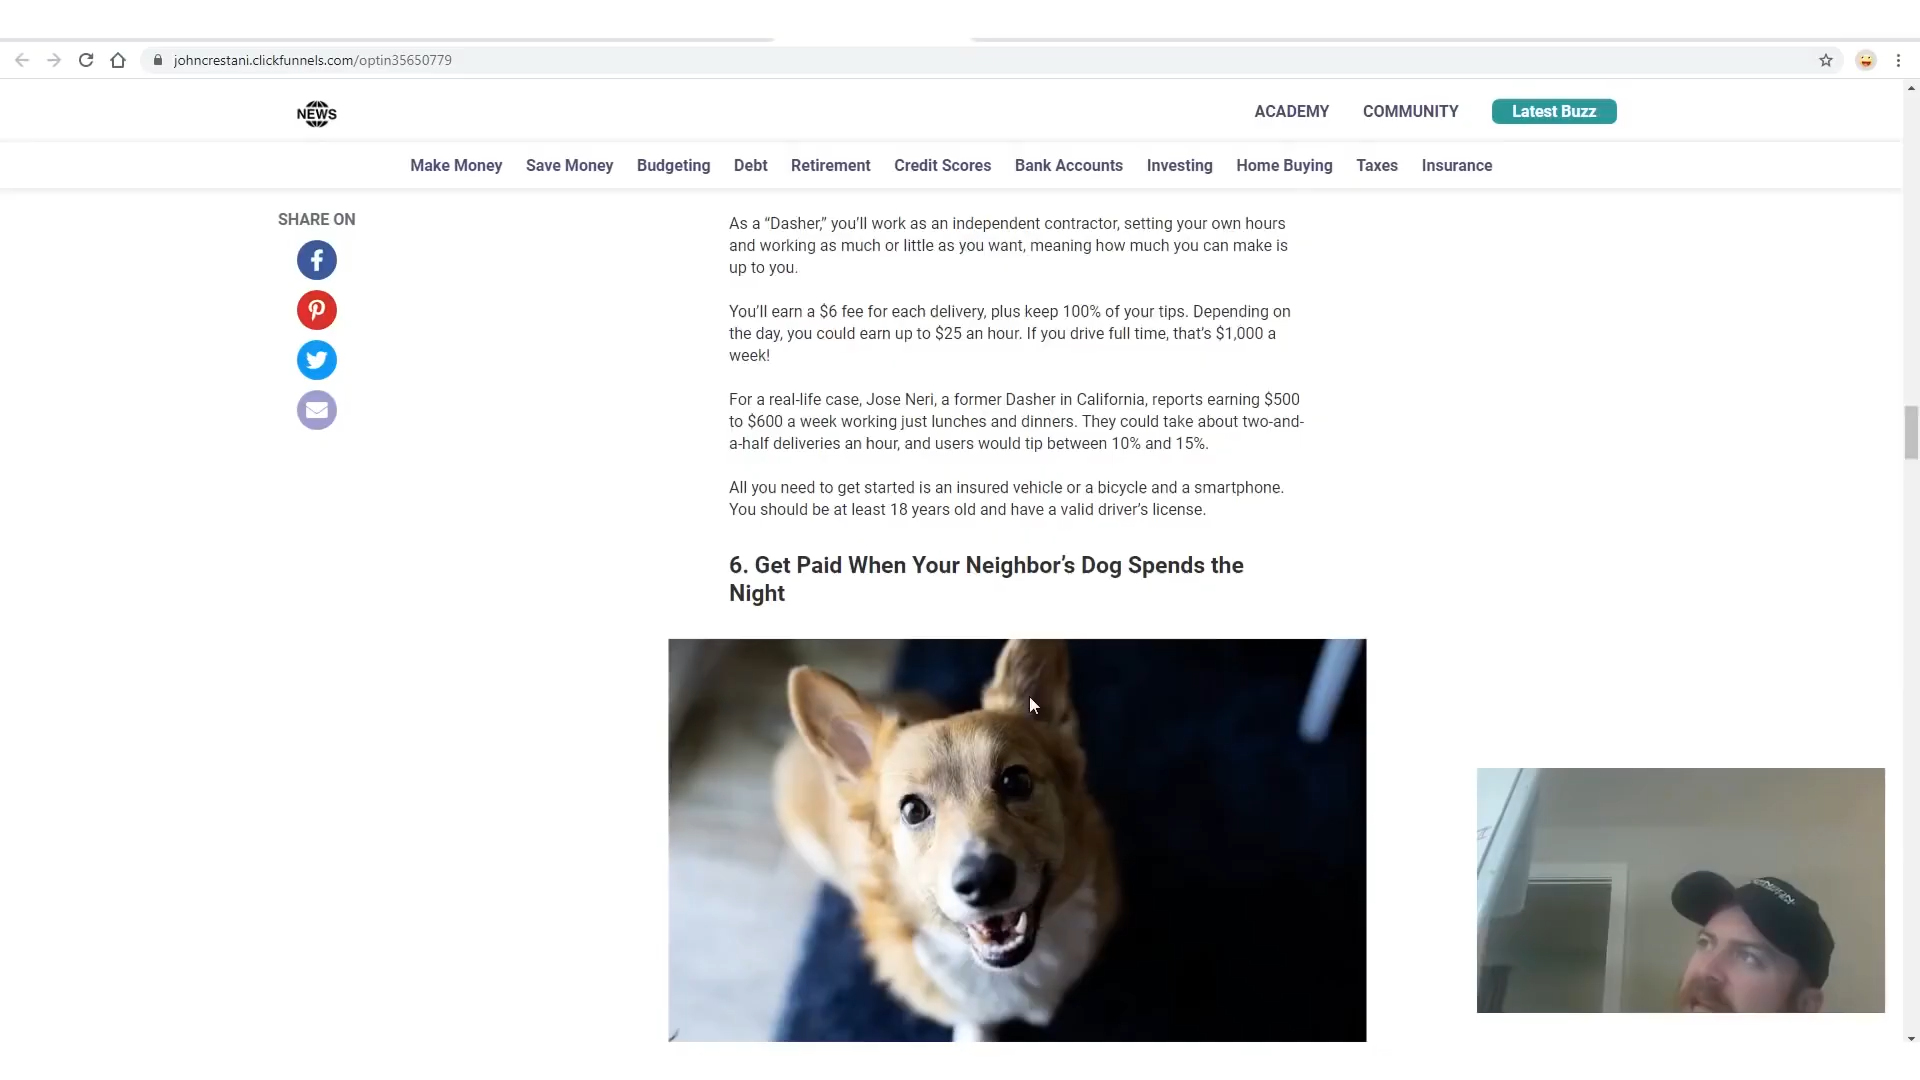 johncrestani.clickfunnels.com/optin35650779
NEWS
ACADEMY
COMMUNITY
Latest Buzz
Make Money
Save Money
Budgeting
Debt
Retirement
Credit Scores
Bank Accounts
Investing
Home Buying
Taxes
Insurance
SHARE ON
As a “Dasher,” you’ll work as an independent contractor, setting your own hours
and working as much or little as you want, meaning how much you can make is
up to you.
You’ll earn a $6 fee for each delivery, plus keep 100% of your tips. Depending on
the day, you could earn up to $25 an hour. If you drive full time, that’s $1,000 a
week!
For a real-life case, Jose Neri, a former Dasher in California, reports earning $500
to $600 a week working just lunches and dinners. They could take about two-and-
a-half deliveries an hour, and users would tip between 10% and 15%.
All you need to get started is an insured vehicle or a bicycle and a smartphone.
You should be at least 18 years old and have a valid driver’s license.
6. Get Paid When Your Neighbor’s Dog Spends the
Night